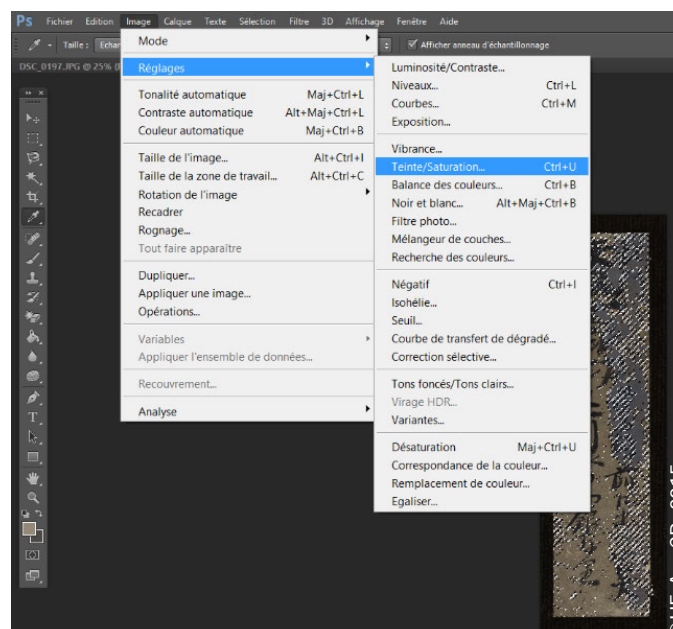 Ps Fichier Edition Image Calque Texte Sélection Filtre 3D Affichage Fenêtre Aide
Taille : Echan
Afficher anneau d'échantillonnage
DSC_0197.JPG @ 25%
Mode
Réglages
Tonalité automatique Maj+Ctrl+L
Contraste automatique Alt+Maj+Ctrl+L
Couleur automatique Maj+Ctrl+B
Taille de l'image... Alt+Ctrl+I
Taille de la zone de travail... Alt+Ctrl+C
Rotation de l'image
Recadrer
Rognage...
Tout faire apparaître
Dupliquer...
Appliquer une image...
Opérations...
Variables
Appliquer l'ensemble de données...
Recouvrement...
Analyse
Luminosité/Contraste...
Niveaux... Ctrl+L
Courbes... Ctrl+M
Exposition...
Vibrance...
Teinte/Saturation... Ctrl+U
Balance des couleurs... Ctrl+B
Noir et blanc... Alt+Maj+Ctrl+B
Filtre photo...
Mélangeur de couches...
Recherche des couleurs...
Négatif Ctrl+I
Isohélie...
Seuil...
Courbe de transfert de dégradé...
Correction sélective...
Tons foncés/Tons clairs...
Virage HDR...
Variantes...
Désaturation Maj+Ctrl+U
Correspondance de la couleur...
Remplacement de couleur...
Egaliser...